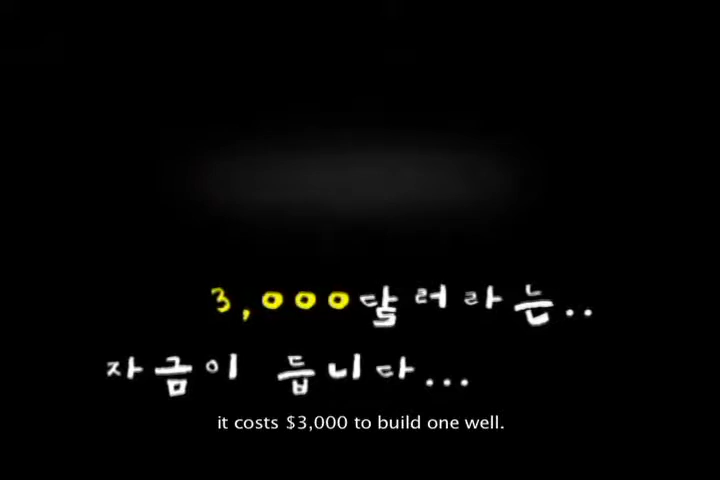 3,000달러라는..
자금이 듭니다...
it costs $3,000 to build one well.